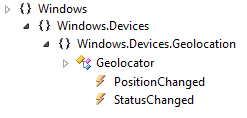 {} Windows
{} Windows.Devices
{} Windows.Devices.Geolocation
Geolocator
PositionChanged
StatusChanged